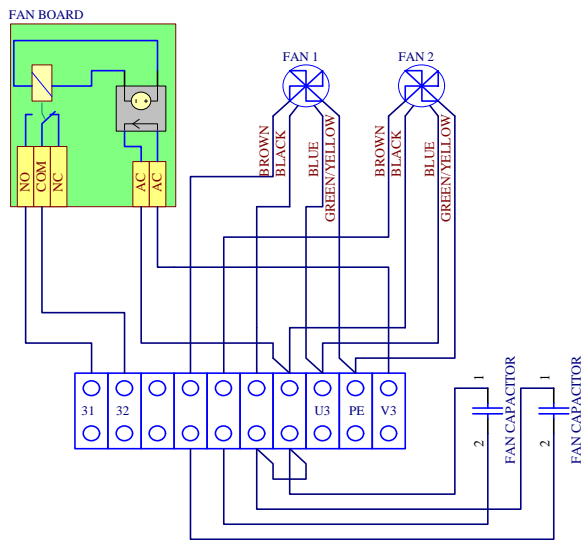 FAN BOARD
FAN 1
FAN 2
NO
COM
NC
AC
AC
BROWN
BLACK
BLUE
GREEN/YELLOW
BROWN
BLACK
BLUE
GREEN/YELLOW
31
32
U3
PE
V3
1
2
FAN CAPACITOR
1
2
FAN CAPACITOR